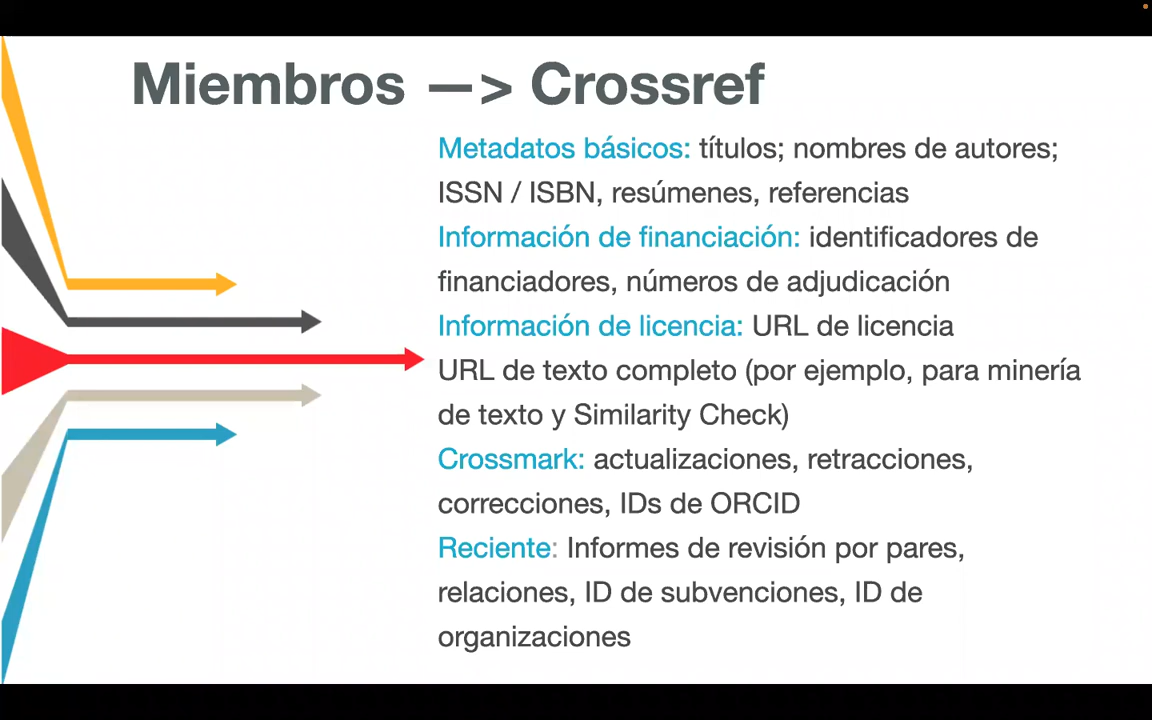 Miembros —> Crossref
Metadatos básicos: títulos; nombres de autores;
ISSN / ISBN, resúmenes, referencias
Información de financiación: identificadores de
financiadores, números de adjudicación
Información de licencia: URL de licencia
URL de texto completo (por ejemplo, para minería
de texto y Similarity Check)
Crossmark: actualizaciones, retracciones,
correcciones, IDs de ORCID
Reciente: Informes de revisión por pares,
relaciones, ID de subvenciones, ID de
organizaciones